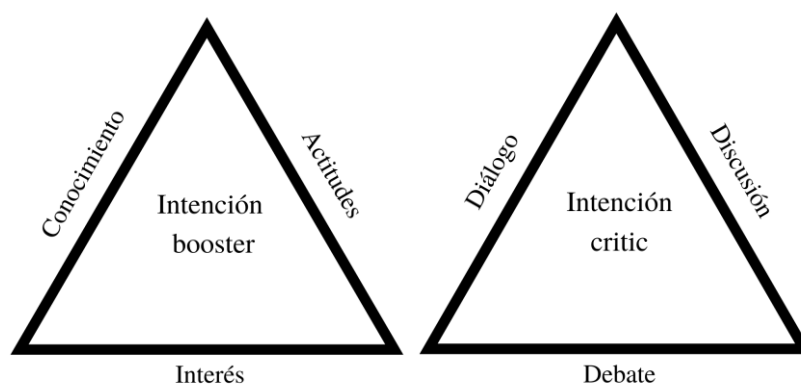 Conocimiento
Actitudes
Intención
booster
Interés
Diálogo
Discusión
Intención
critic
Debate